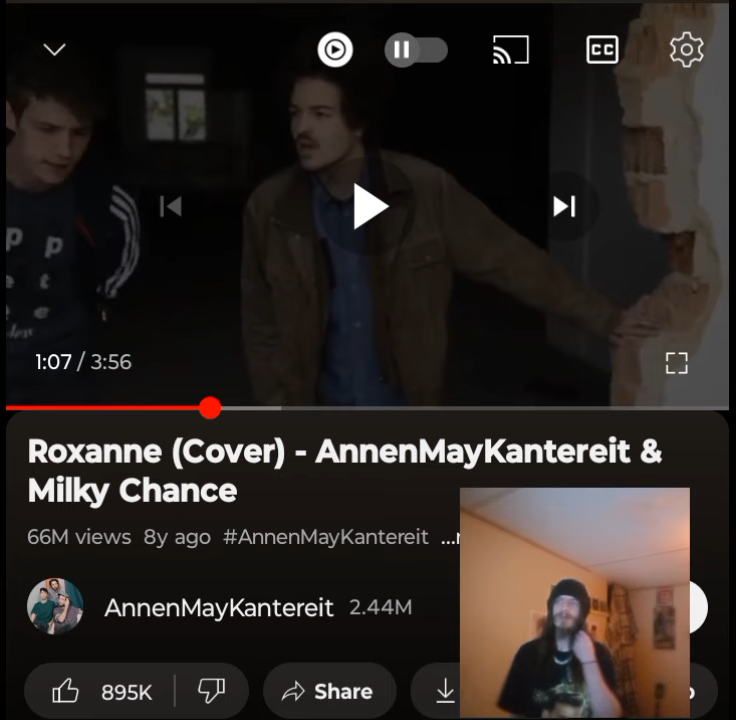 CC
p p
e t
e e
1:07 / 3:56
Roxanne (Cover) - AnnenMayKantereit &
Milky Chance
66M views 8y ago #AnnenMayKantereit ...
AnnenMayKantereit 2.44M
895K Share